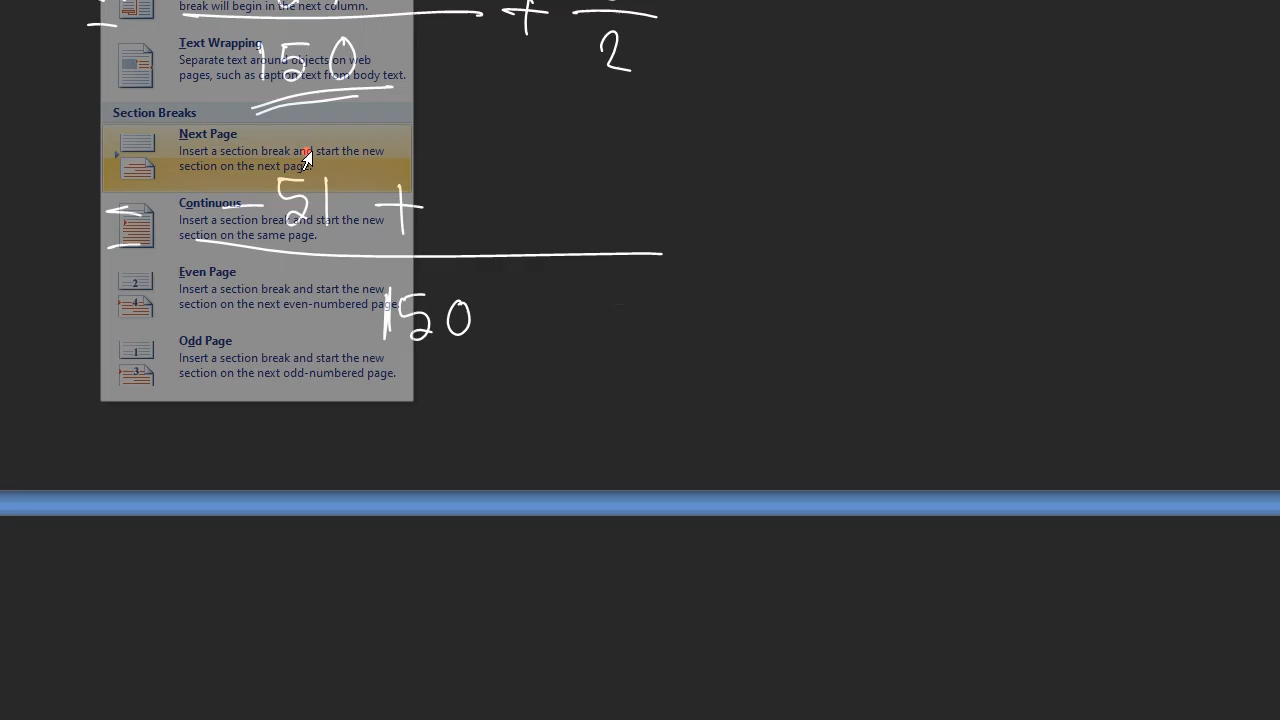 break will begin in the next column.
+
2
Text Wrapping
Separate text around objects on web
pages, such as caption text from body text.
150
Section Breaks
Next Page
Insert a section break and start the new
section on the next page.
= -51 +
Continuous
Insert a section break and start the new
section on the same page.
150
2
4
Even Page
Insert a section break and start the new
section on the next even-numbered page.
1
3
Odd Page
Insert a section break and start the new
section on the next odd-numbered page.